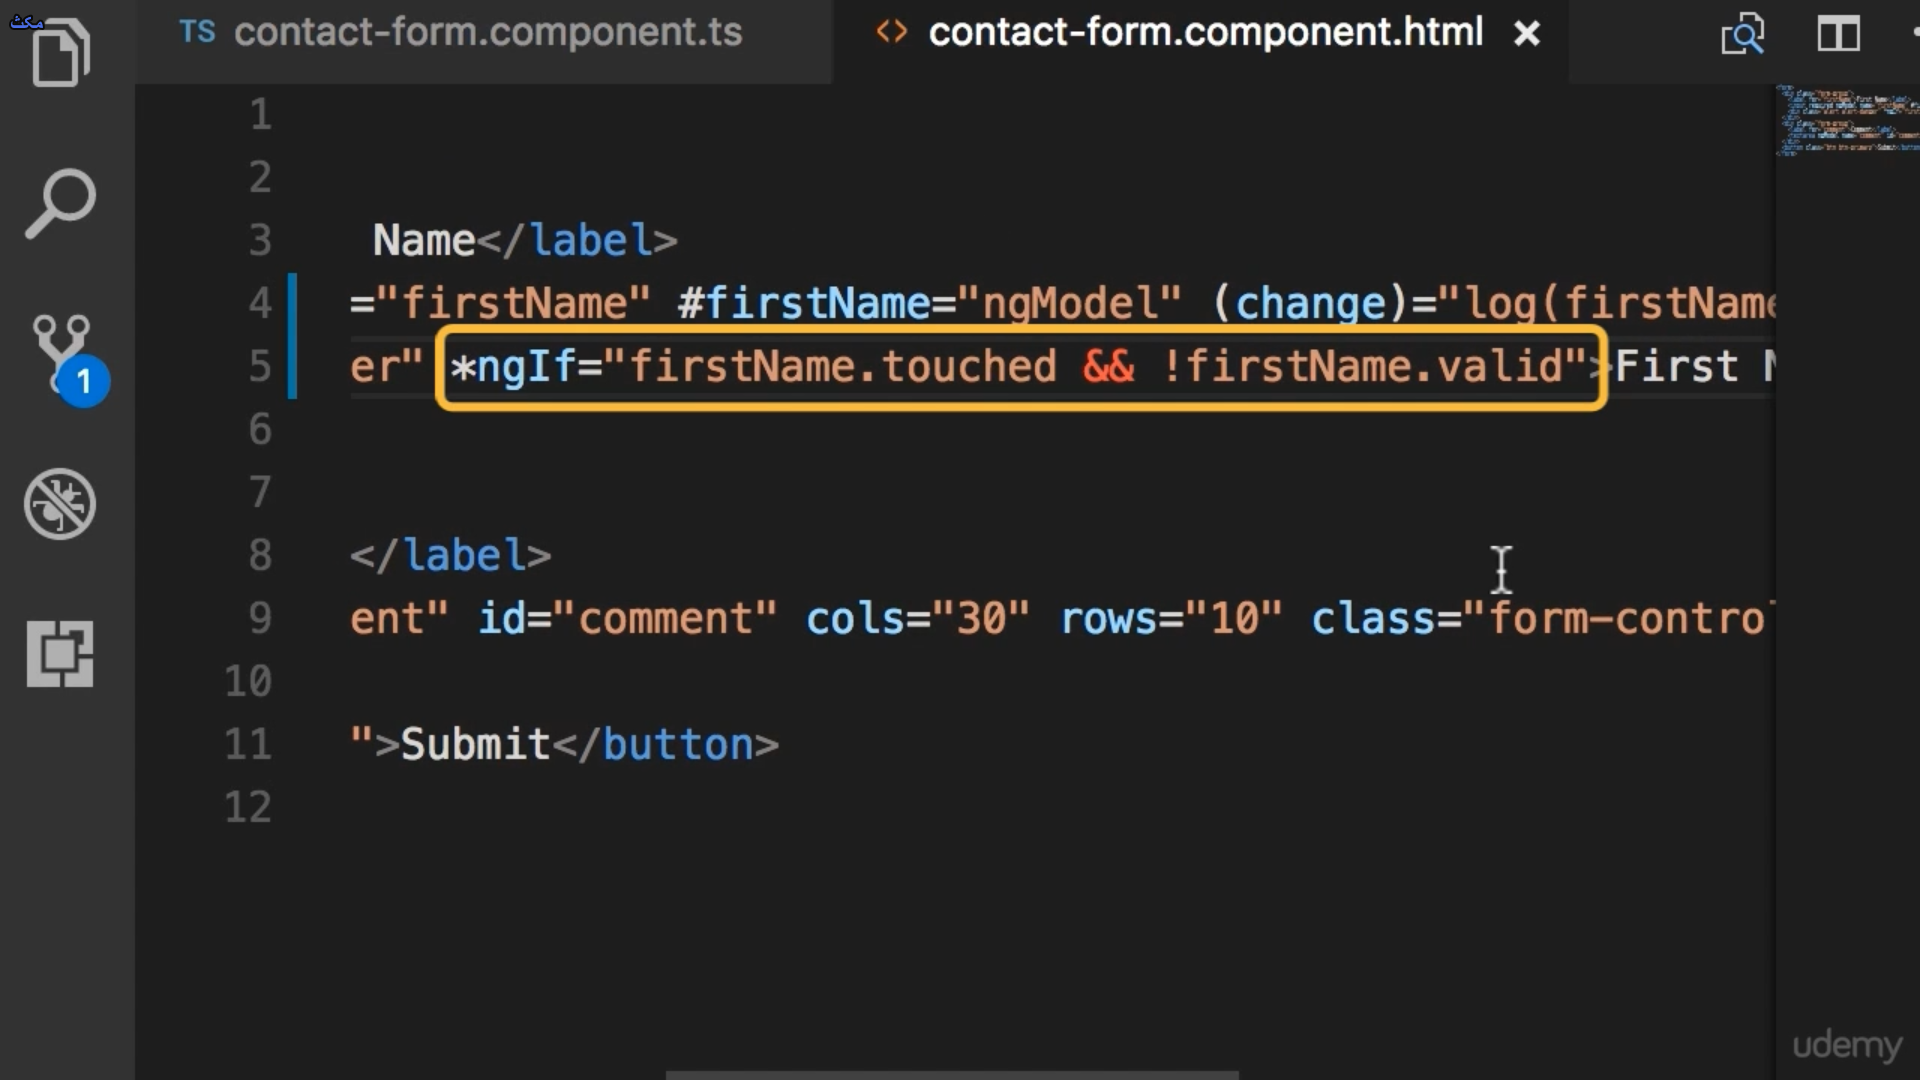 مكث
TS contact-form.component.ts
<> contact-form.component.html
1
2
3 Name</label>
4 ="firstName" #firstName="ngModel" (change)="log(firstName
5 er" *ngIf="firstName.touched && !firstName.valid">First N
6
7
8 </label>
9 ent" id="comment" cols="30" rows="10" class="form-control
10
11 ">Submit</button>
12
1
udemy